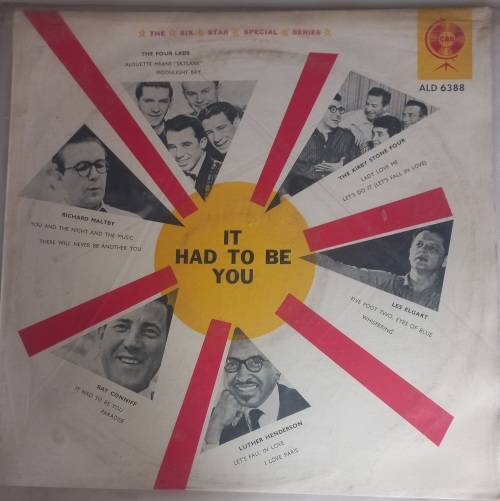 ★ THE ★ SIX ★ STAR ★ SPECIAL ★ SERIES ★
CBS
ALD 6388
THE FOUR LADS
ALOUETTE MEANS "SKYLARK"
MOONLIGHT BAY
THE KIRBY STONE FOUR
LADY LOVE ME
LET'S DO IT (LET'S FALL IN LOVE)
RICHARD MALTBY
YOU AND THE NIGHT AND THE MUSIC
THERE WILL NEVER BE ANOTHER YOU
IT
HAD TO BE
YOU
LES ELGART
FIVE FOOT TWO, EYES OF BLUE
WHISPERING
RAY CONNIFF
IT HAD TO BE YOU
PARADISE
LUTHER HENDERSON
LET'S FALL IN LOVE
I LOVE PARIS